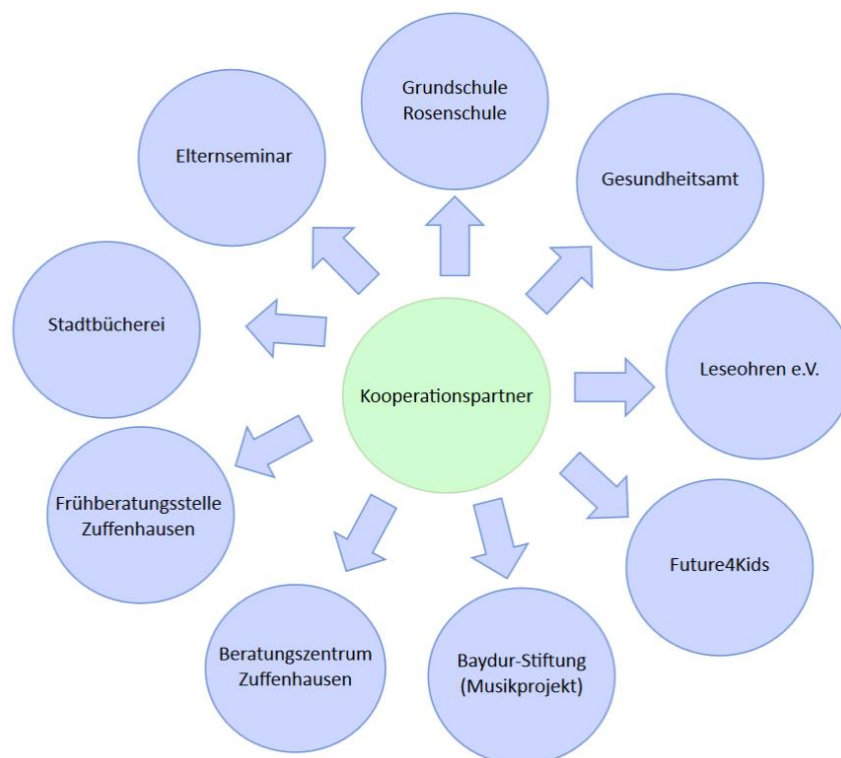 Grundschule
Rosenschule
Elternseminar
Gesundheitsamt
Stadtbücherei
Leseohren e.V.
Kooperationspartner
Frühberatungsstelle
Zuffenhausen
Future4Kids
Beratungszentrum
Zuffenhausen
Baydur-Stiftung
(Musikprojekt)